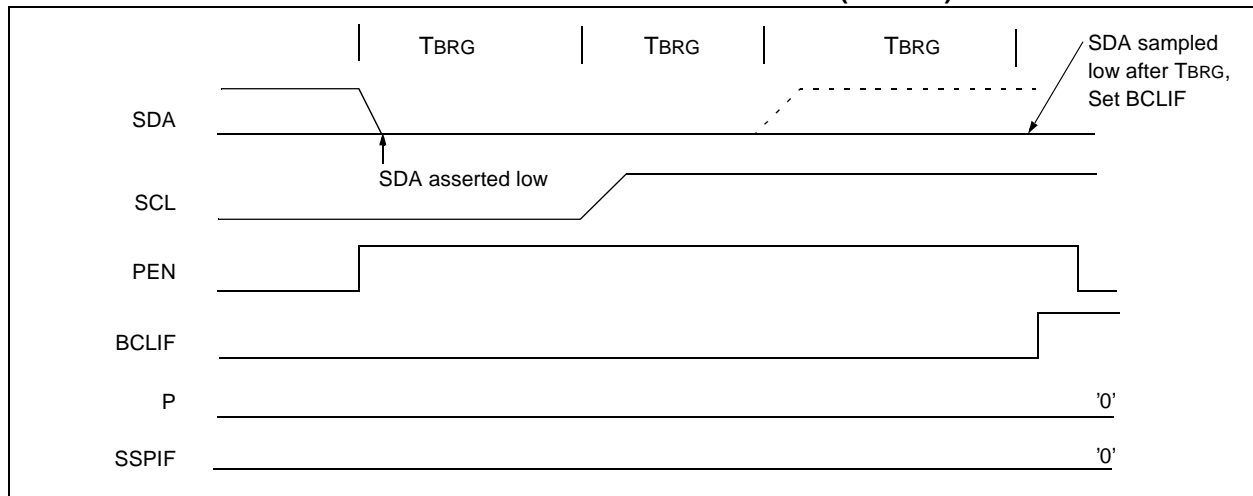 TBRG TBRG TBRG
SDA sampled
low after TBRG,
Set BCLIF
SDA
SDA asserted low
SCL
PEN
BCLIF
P '0'
SSPIF '0'